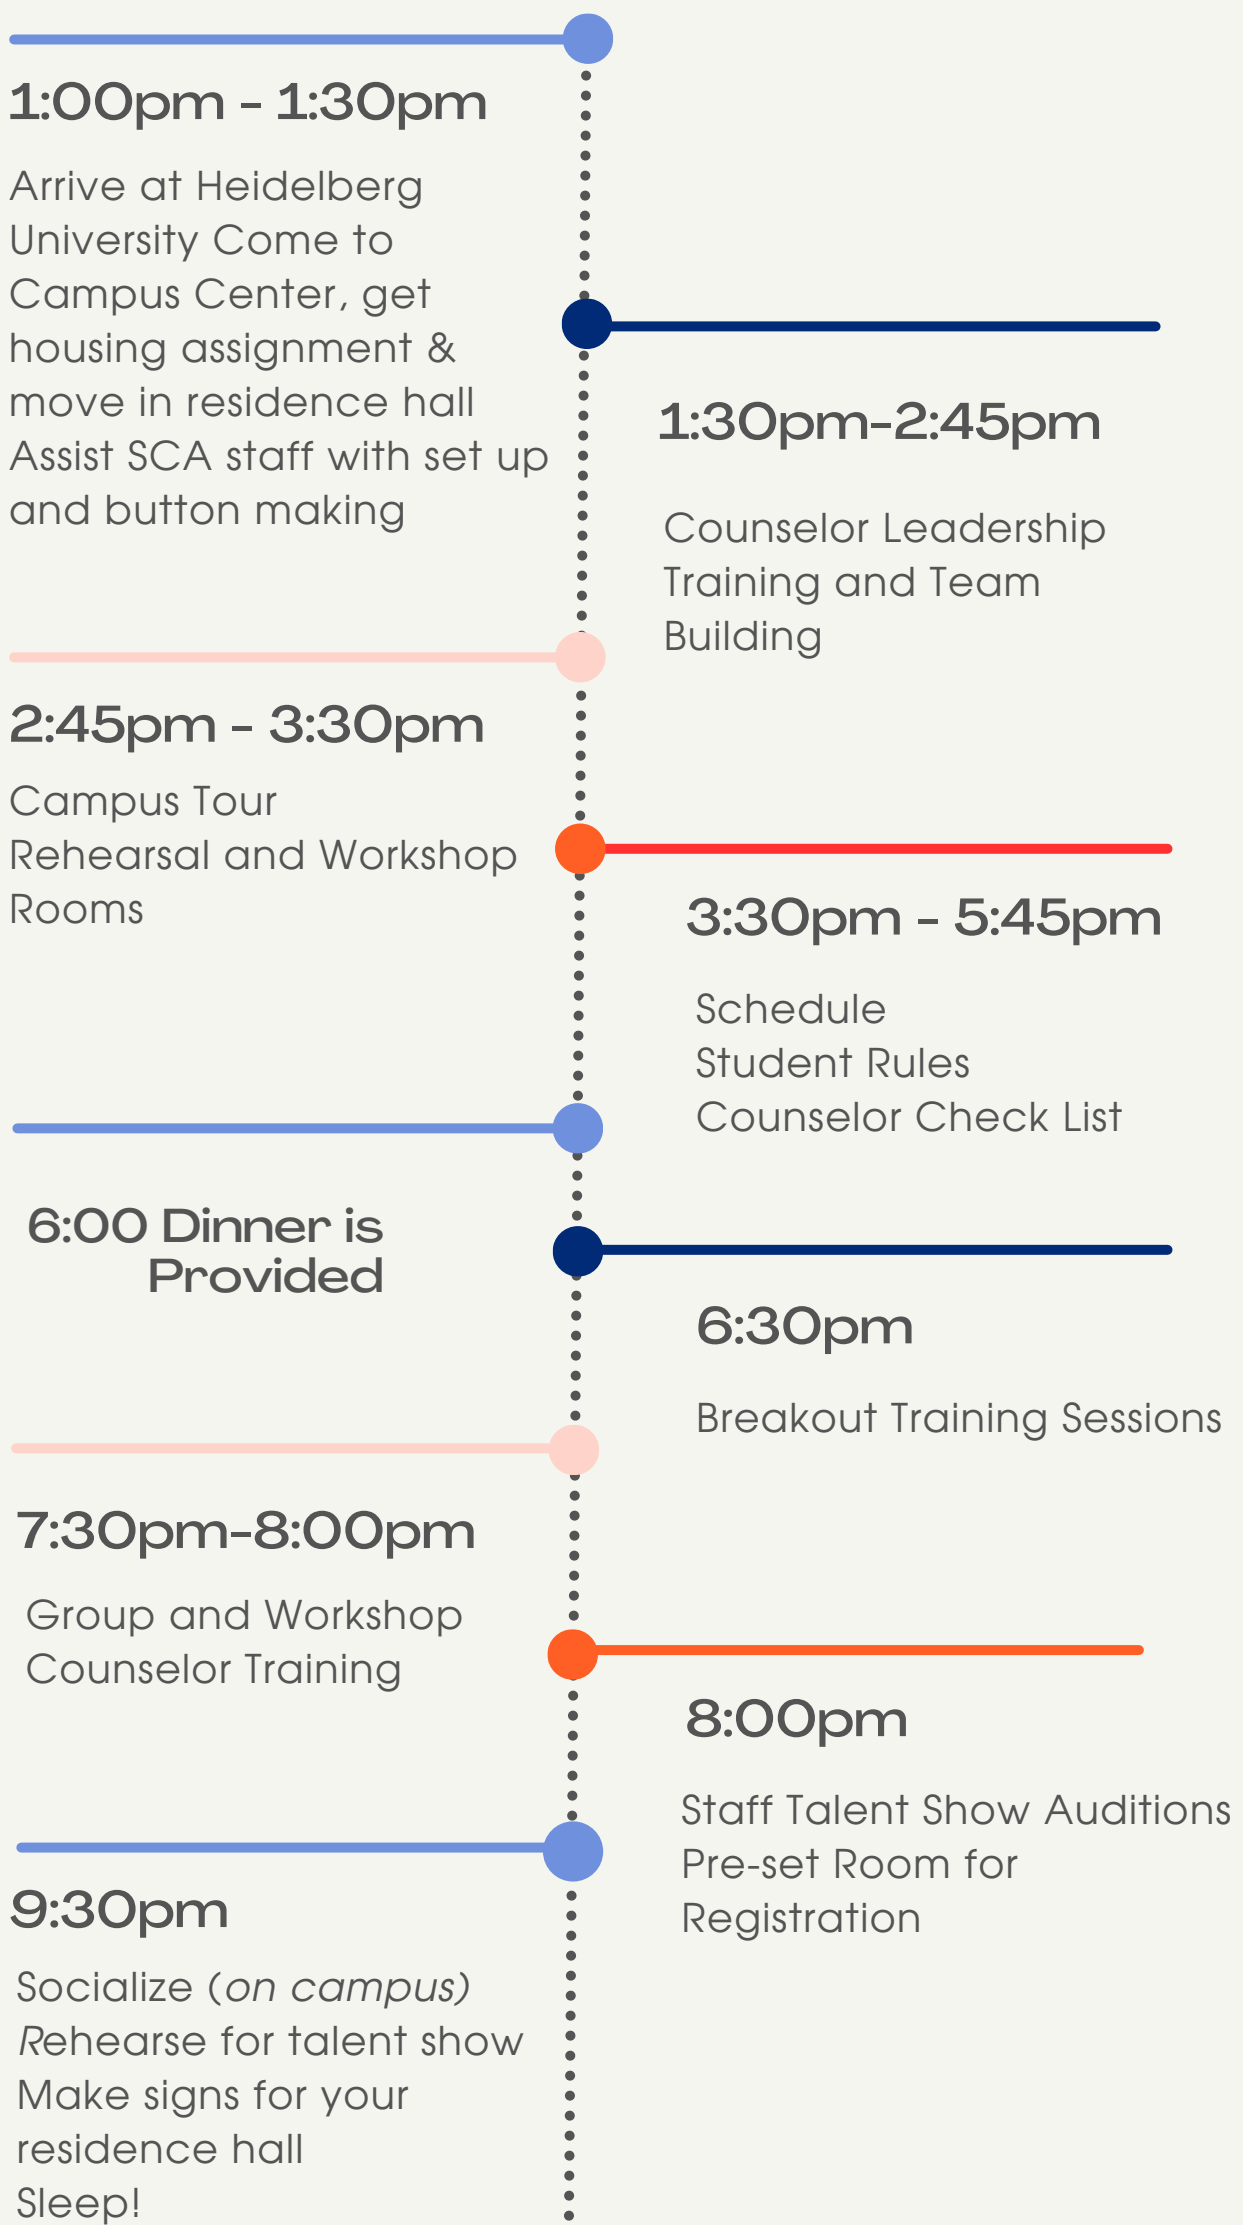 1:00pm - 1:30pm
Arrive at Heidelberg
University Come to
Campus Center, get
housing assignment &
move in residence hall
Assist SCA staff with set up
and button making
1:30pm-2:45pm
Counselor Leadership
Training and Team
Building
2:45pm - 3:30pm
Campus Tour
Rehearsal and Workshop
Rooms
3:30pm - 5:45pm
Schedule
Student Rules
Counselor Check List
6:00 Dinner is
Provided
6:30pm
Breakout Training Sessions
7:30pm-8:00pm
Group and Workshop
Counselor Training
8:00pm
Staff Talent Show Auditions
Pre-set Room for
Registration
9:30pm
Socialize (on campus)
Rehearse for talent show
Make signs for your
residence hall
Sleep!